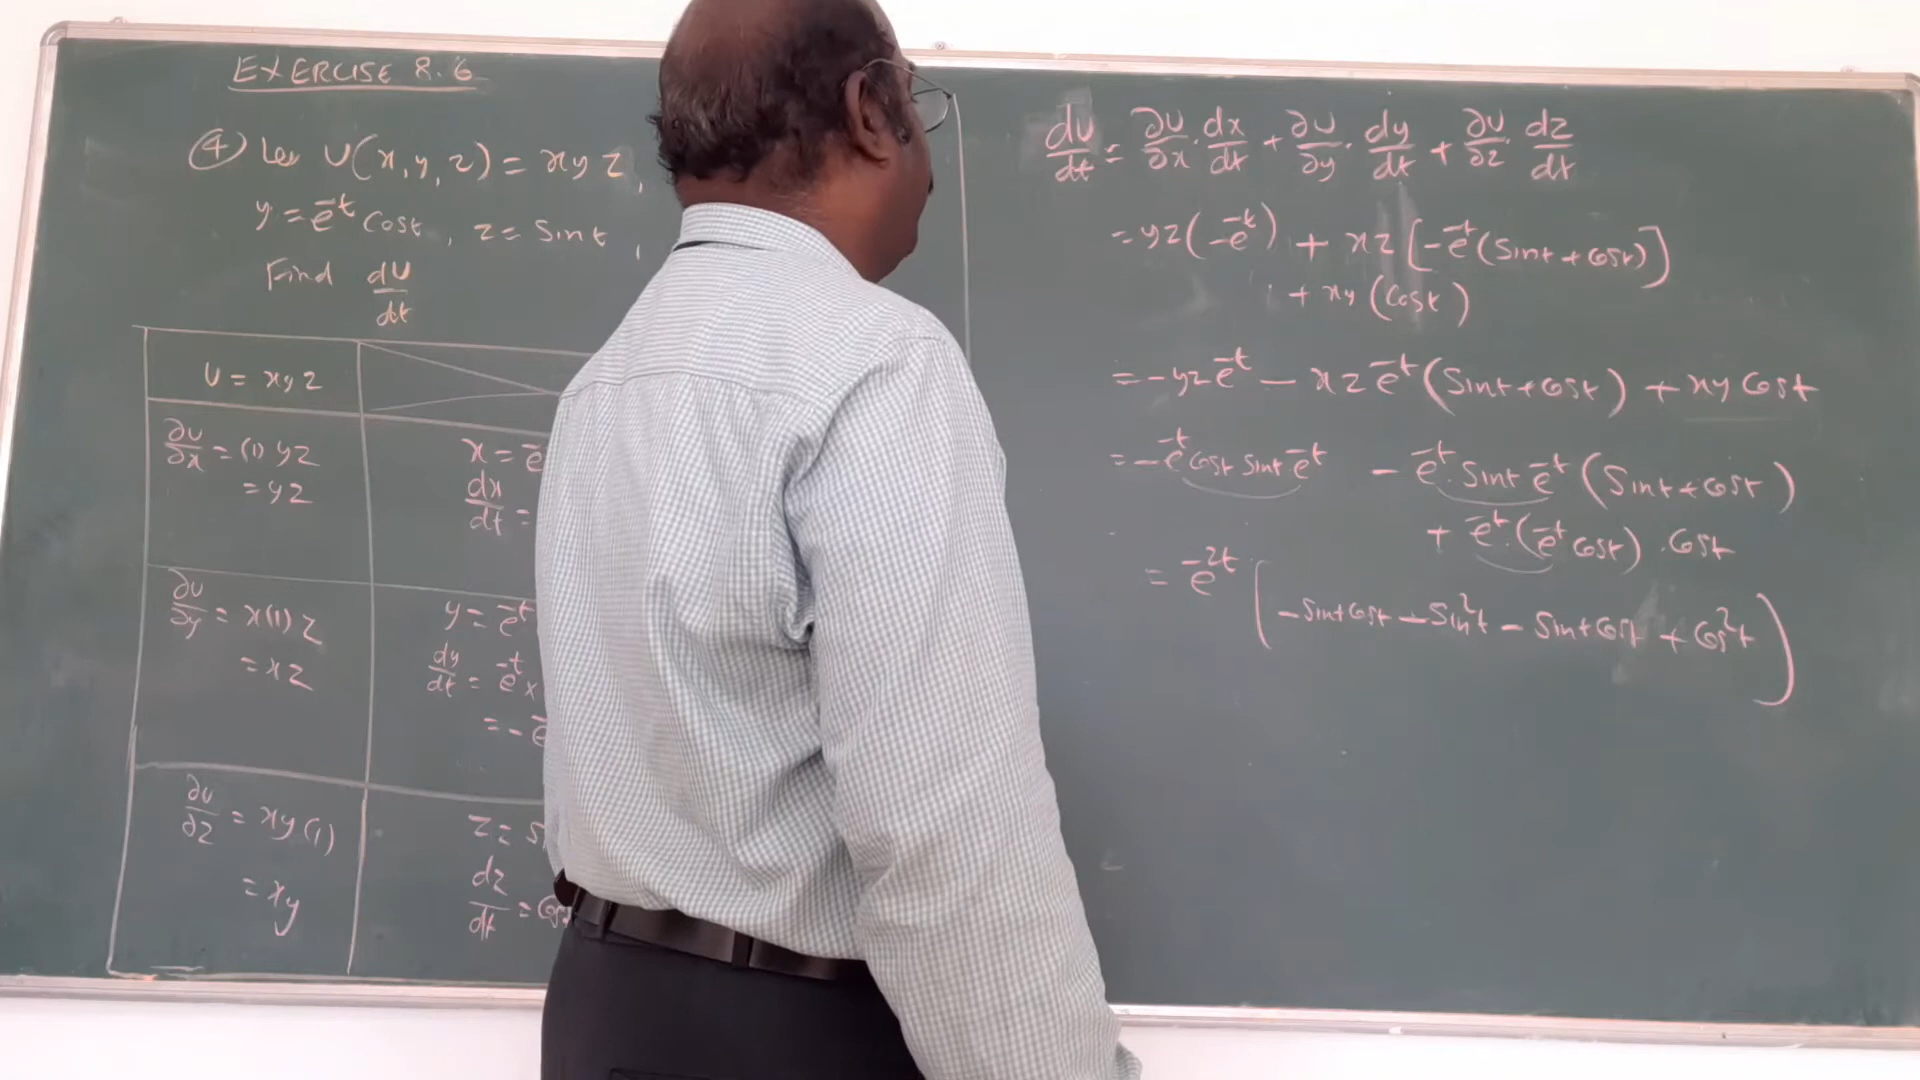 EXERCISE 8.6
④ Let U(x,y,z) = xyz,
y = e^-t Cost, z = Sint,
Find dU/dt
U = xyz
∂U/∂x = (1) yz
= yz
x = e
dx/dt =
∂U/∂y = x(1) z
= xz
y = e^-t
dy/dt = e^-t x
= - e
∂U/∂z = xy (1)
= xy
z = S
dz/dt = Cos
dU/dt = ∂U/∂x · dx/dt + ∂U/∂y · dy/dt + ∂U/∂z · dz/dt
= yz(-e^-t) + xz[-e^-t(Sint + Cost)]
+ xy (Cost)
= -yz e^-t - xz e^-t (Sint + Cost) + xy Cost
= -e^-t Cost Sint e^-t - e^-t · Sint e^-t (Sint + Cost)
+ e^-t · (e^-t Cost) · Cost
= e^-2t [-Sint Cost - Sin²t - Sint Cost + Cos²t]